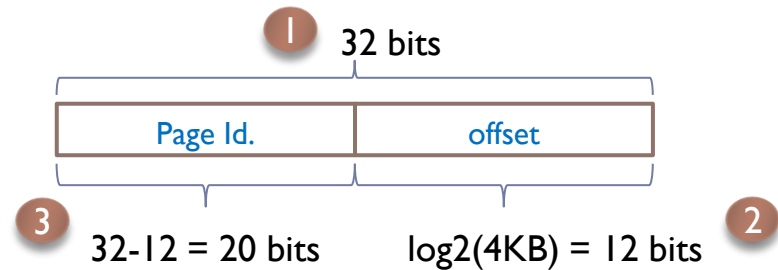 1 32 bits
Page Id. offset
3 32-12 = 20 bits log2(4KB) = 12 bits 2